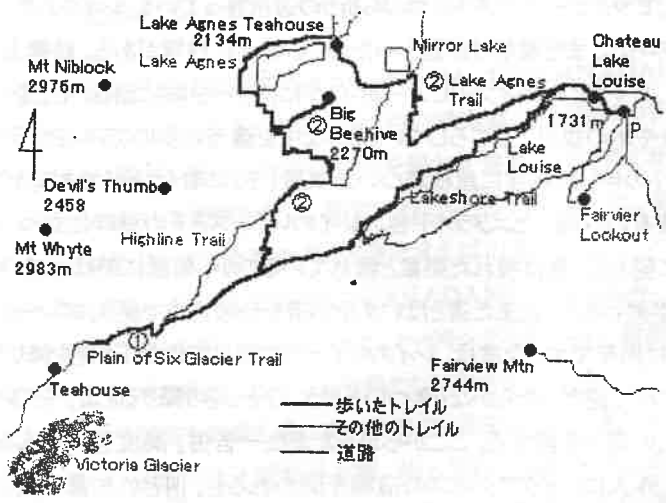 Lake Agnes Teahouse
2134m
Lake Agnes
Mirror Lake
Chateau
Lake
Louise
Mt Niblock
2976m
② Lake Agnes
Trail
② Big
Beehive
2270m
1731m
P
Lake
Louise
Devil's Thumb
2458
②
Lakeshore Trail
Highline Trail
Fairvier
Lookout
Mt Whyte
2983m
①
Plain of Six Glacier Trail
Teahouse
Fairview Mtn
2744m
歩いたトレイル
その他のトレイル
道路
Victoria Glacier